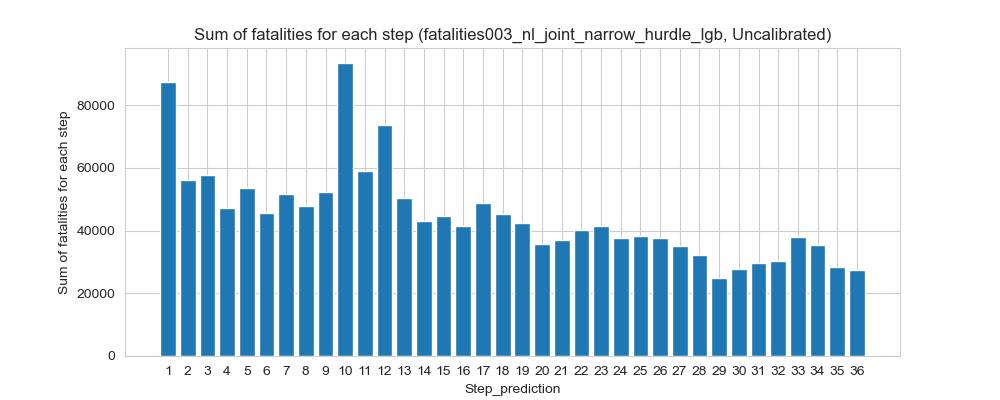 Sum of fatalities for each step (fatalities003_nl_joint_narrow_hurdle_lgb, Uncalibrated)
Sum of fatalities for each step
80000
60000
40000
20000
0
1 2 3 4 5 6 7 8 9 10 11 12 13 14 15 16 17 18 19 20 21 22 23 24 25 26 27 28 29 30 31 32 33 34 35 36
Step_prediction